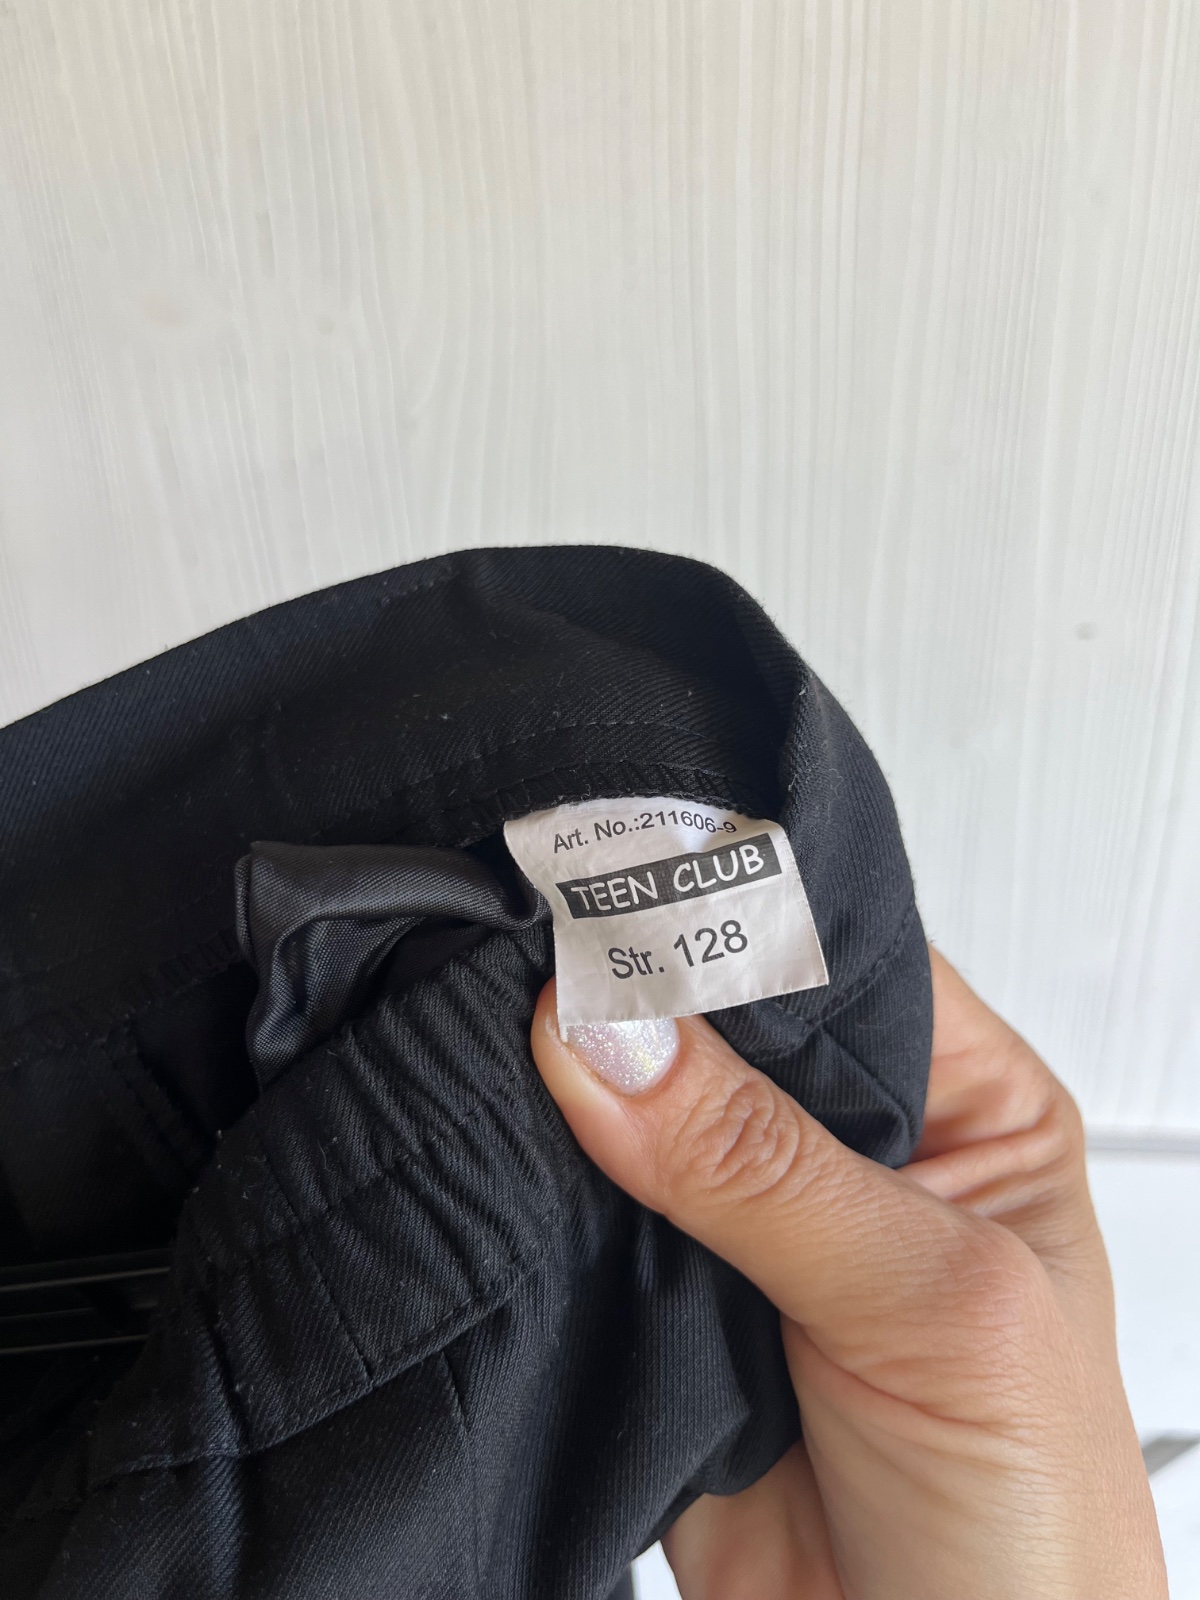 Art. No.:211606-9
TEEN CLUB
Str. 128